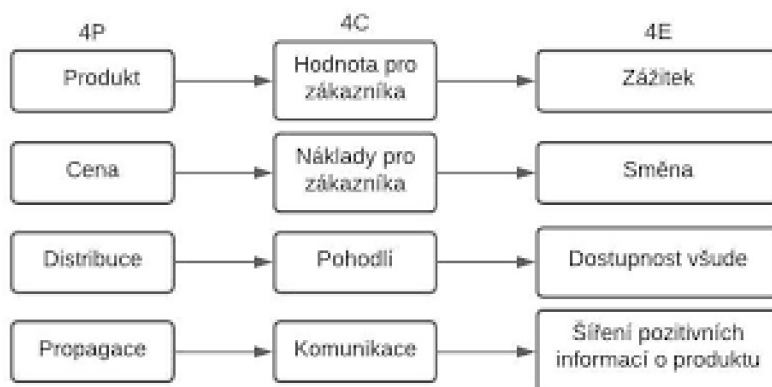 4P 4C 4E
Produkt
Hodnota pro
zákazníka
Zážitek
Cena
Náklady pro
zákazníka
Směna
Distribuce
Pohodlí
Dostupnost všude
Propagace
Komunikace
Šíření pozitivních
informací o produktu